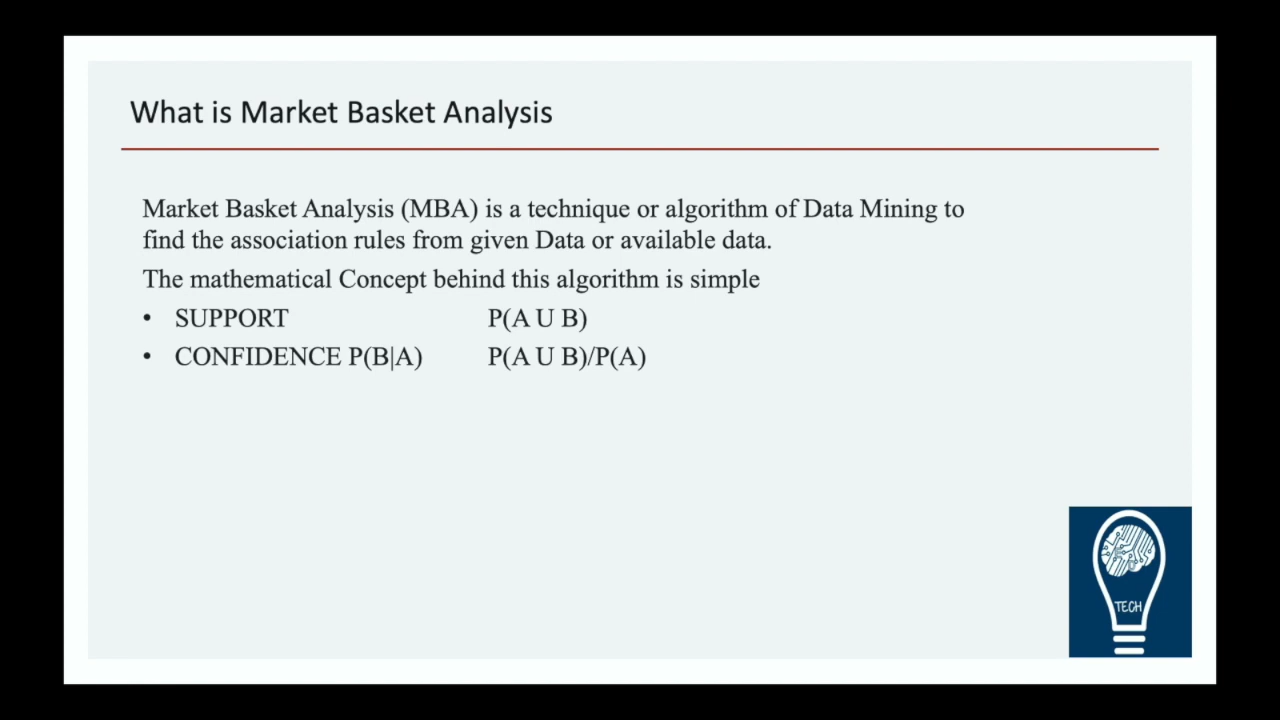 What is Market Basket Analysis
Market Basket Analysis (MBA) is a technique or algorithm of Data Mining to
find the association rules from given Data or available data.
The mathematical Concept behind this algorithm is simple
• SUPPORT P(A U B)
• CONFIDENCE P(B|A) P(A U B)/P(A)
TECH